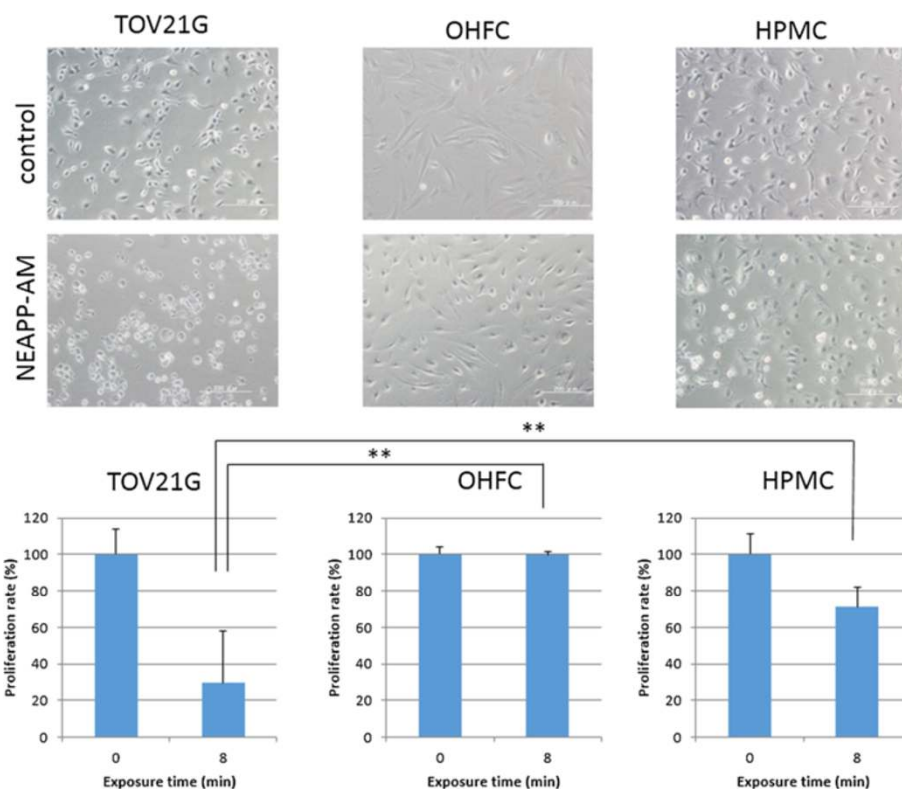 TOV21G
OHFC
HPMC
control
NEAPP-AM
**
**
TOV21G
OHFC
HPMC
Proliferation rate (%)
120
100
80
60
40
20
0
0
8
Exposure time (min)
Proliferation rate (%)
120
100
80
60
40
20
0
0
8
Exposure time (min)
Proliferation rate (%)
120
100
80
60
40
20
0
0
8
Exposure time (min)